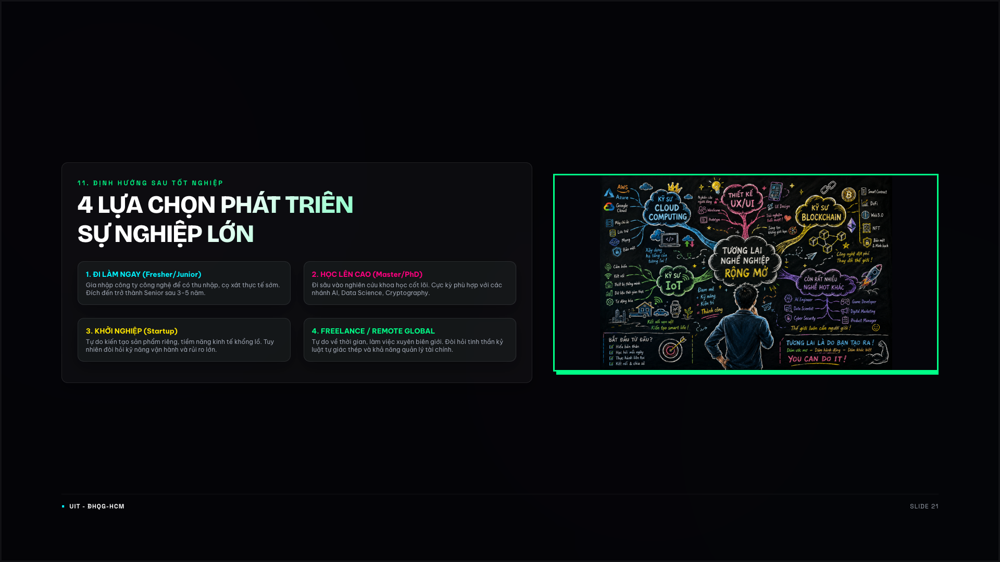 11. ĐỊNH HƯỚNG SAU TỐT NGHIỆP
4 LỰA CHỌN PHÁT TRIỂN
SỰ NGHIỆP LỚN
1. ĐI LÀM NGAY (Fresher/Junior)
Gia nhập công ty công nghệ để có thu nhập, cọ xát thực tế sớm.
Đích đến trở thành Senior sau 3-5 năm.
2. HỌC LÊN CAO (Master/PhD)
Đi sâu vào nghiên cứu khoa học cốt lõi. Cực kỳ phù hợp với các
nhánh AI, Data Science, Cryptography.
3. KHỞI NGHIỆP (Startup)
Tự do kiến tạo sản phẩm riêng, tiềm năng kinh tế khổng lồ. Tuy
nhiên đòi hỏi kỹ năng vận hành và rủi ro lớn.
4. FREELANCE / REMOTE GLOBAL
Tự do về thời gian, làm việc xuyên biên giới. Đòi hỏi tinh thần kỷ
luật tự giác thép và khả năng quản lý tài chính.
AWS
Azure
Google
Cloud
Máy chủ ảo
Lưu trữ
Mạng
Bảo mật
KỸ SƯ
CLOUD
COMPUTING
</>
Xây dựng
hạ tầng của
tương lai !
THIẾT KẾ
UX/UI
Nghiên cứu
người dùng
Wireframe
Prototype
UI Design
Trải nghiệm
tuổi mượt !
Sáng tạo
không giới hạn
KỸ SƯ
BLOCKCHAIN
Smart Contract
DeFi
Web3.0
NFT
Bảo mật
& Minh bạch
Công nghệ đột phá
Thay đổi thế giới !
TƯƠNG LAI
NGHỀ NGHIỆP
RỘNG MỞ
KỸ SƯ
IoT
Cảm biến
Kết nối
Thiết bị thông minh
Dữ liệu thời gian thực
Tự động hóa
Kết nối vạn vật
Kiến tạo smart life !
Đam mê
+ Kỹ năng
+ Kiên trì
= Thành công
CÒN RẤT NHIỀU
NGHỀ HOT KHÁC
AI Engineer
Data Scientist
Cyber Security
Game Developer
Digital Marketing
Product Manager
Thế giới luôn cần người giỏi !
BẮT ĐẦU TỪ ĐÂU ?
Hiểu bản thân
Học hỏi mỗi ngày
Thực hành liên tục
Kết nối & chia sẻ
TƯƠNG LAI LÀ DO BẠN TẠO RA !
Dám ước mơ – Dám hành động – Dám khác biệt
YOU CAN DO IT !
UIT - ĐHQG-HCM
SLIDE 21